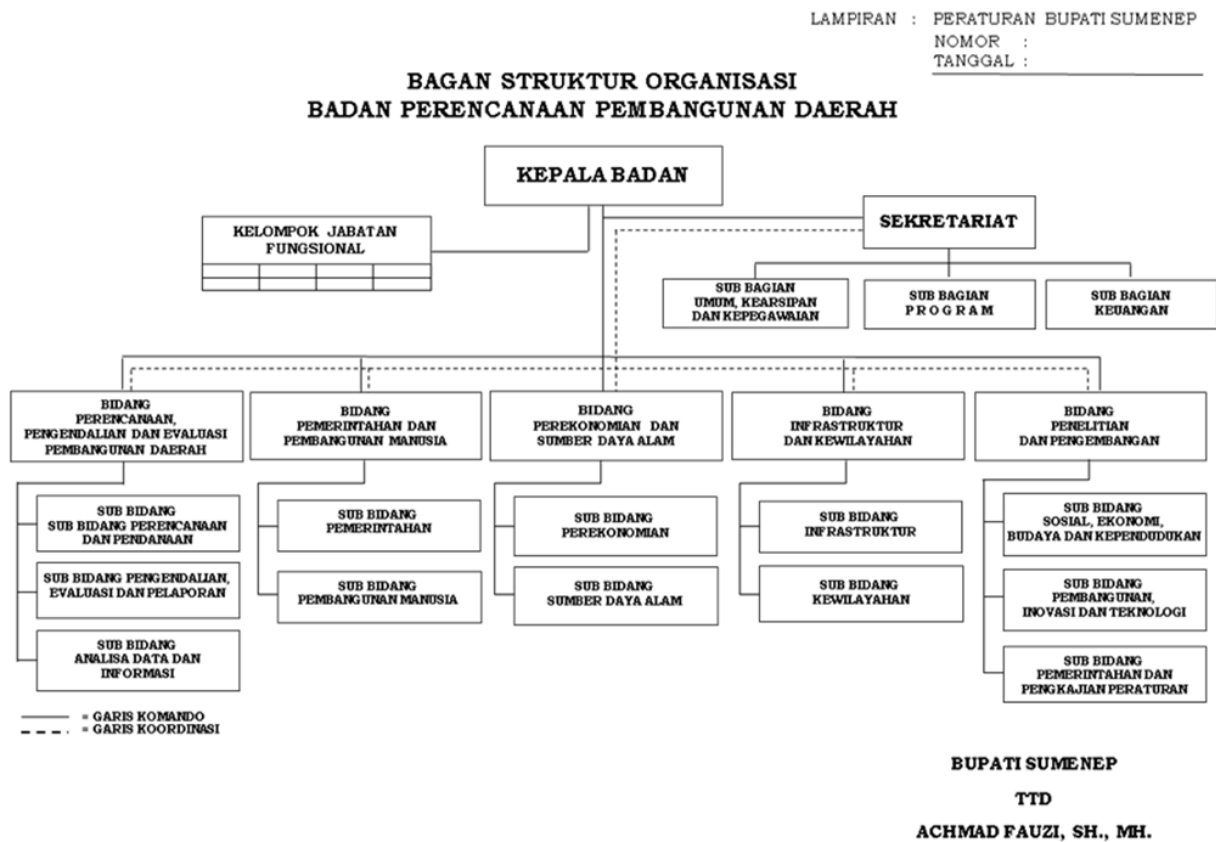 LAMPIRAN : PERATURAN BUPATI SUMENEP
NOMOR :
TANGGAL :
BAGAN STRUKTUR ORGANISASI
BADAN PERENCANAAN PEMBANGUNAN DAERAH
KEPALA BADAN
KELOMPOK JABATAN
FUNGSIONAL
SEKRETARIAT
SUB BAGIAN
UMUM, KEARSIPAN
DAN KEPEGAWAIAN
SUB BAGIAN
P R O G R A M
SUB BAGIAN
KEUANGAN
BIDANG
PERENCANAAN,
PENGENDALIAN DAN EVALUASI
PEMBANGUNAN DAERAH
BIDANG
PEMERINTAHAN DAN
PEMBANGUNAN MANUSIA
BIDANG
PEREKONOMIAN DAN
SUMBER DAYA ALAM
BIDANG
INFRASTRUKTUR
DAN KEWILAYAHAN
BIDANG
PENELITIAN
DAN PENGEMBANGAN
SUB BIDANG
SUB BIDANG PERENCANAAN
DAN PENDANAAN
SUB BIDANG PENGENDALIAN,
EVALUASI DAN PELAPORAN
SUB BIDANG
ANALISA DATA DAN
INFORMASI
SUB BIDANG
PEMERINTAHAN
SUB BIDANG
PEMBANGUNAN MANUSIA
SUB BIDANG
PEREKONOMIAN
SUB BIDANG
SUMBER DAYA ALAM
SUB BIDANG
INFRASTRUKTUR
SUB BIDANG
KEWILAYAHAN
SUB BIDANG
SOSIAL, EKONOMI,
BUDAYA DAN KEPENDUDUKAN
SUB BIDANG
PEMBANGUNAN,
INOVASI DAN TEKNOLOGI
SUB BIDANG
PEMERINTAHAN DAN
PENGKAJIAN PERATURAN
= GARIS KOMANDO
= GARIS KOORDINASI
BUPATI SUMENEP
TTD
ACHMAD FAUZI, SH., MH.